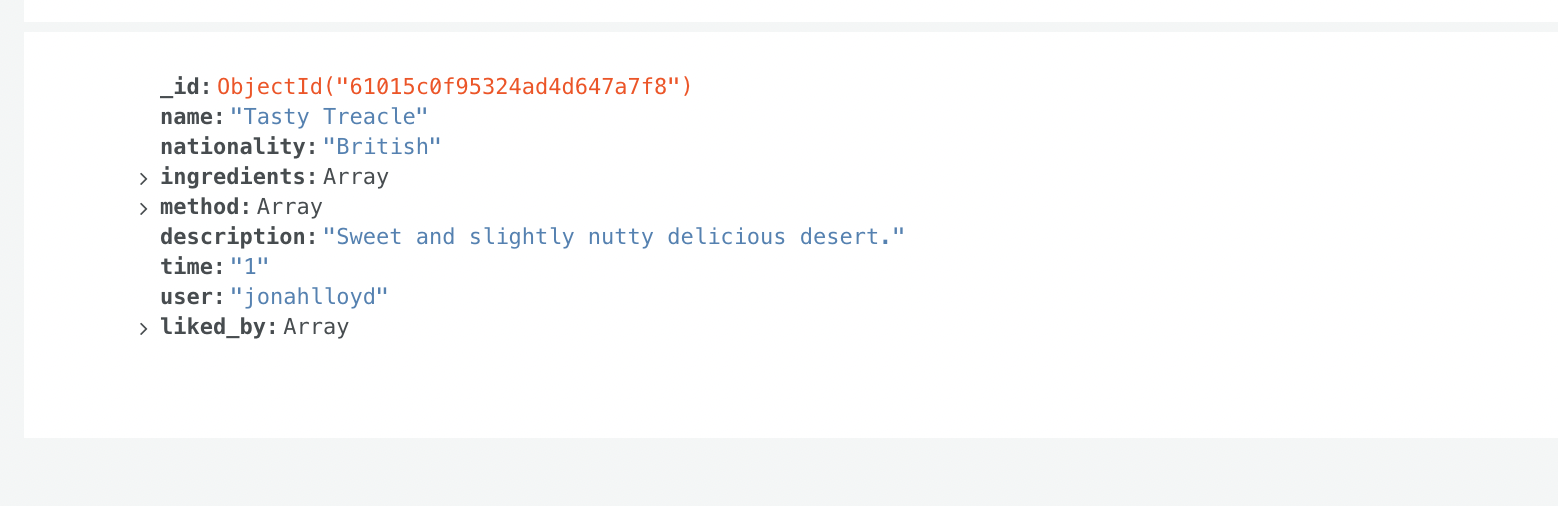 _id: ObjectId("61015c0f95324ad4d647a7f8")
name: "Tasty Treacle"
nationality: "British"
> ingredients: Array
> method: Array
description: "Sweet and slightly nutty delicious desert."
time: "1"
user: "jonahlloyd"
> liked_by: Array